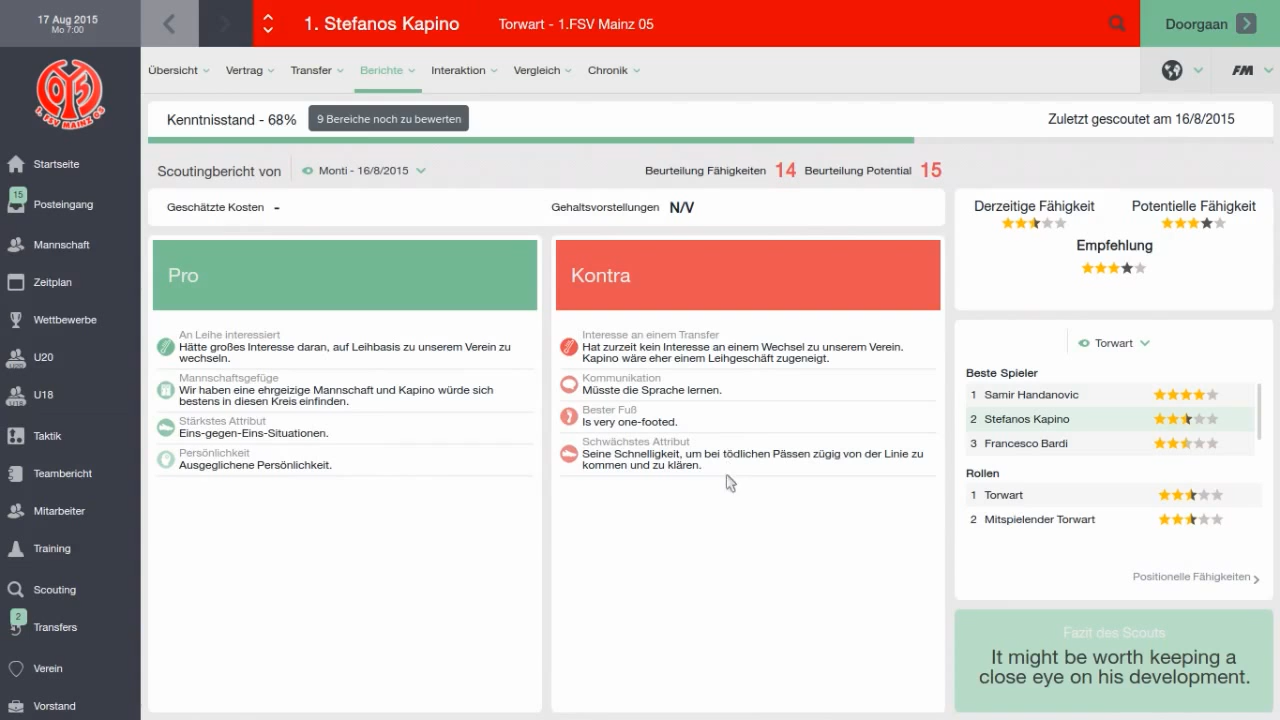 17 Aug 2015
Mo 7:00
1. Stefanos Kapino
Torwart - 1.FSV Mainz 05
Doorgaan
Übersicht
Vertrag
Transfer
Berichte
Interaktion
Vergleich
Chronik
FM
1. FSV MAINZ 05
Kenntnisstand - 68%
9 Bereiche noch zu bewerten
Zuletzt gescoutet am 16/8/2015
Startseite
15
Posteingang
Mannschaft
Zeitplan
Wettbewerbe
U20
U18
Taktik
Teambericht
Mitarbeiter
Training
Scouting
2
Transfers
Verein
Vorstand
Scoutingbericht von
Monti - 16/8/2015
Beurteilung Fähigkeiten 14
Beurteilung Potential 15
Geschätzte Kosten -
Gehaltsvorstellungen N/V
Pro
An Leihe interessiert
Hätte großes Interesse daran, auf Leihbasis zu unserem Verein zu
wechseln.
Mannschaftsgefüge
Wir haben eine ehrgeizige Mannschaft und Kapino würde sich
bestens in diesen Kreis einfinden.
Stärkstes Attribut
Eins-gegen-Eins-Situationen.
Persönlichkeit
Ausgeglichene Persönlichkeit.
Kontra
Interesse an einem Transfer
Hat zurzeit kein Interesse an einem Wechsel zu unserem Verein.
Kapino wäre eher einem Leihgeschäft zugeneigt.
Kommunikation
Müsste die Sprache lernen.
Bester Fuß
Is very one-footed.
Schwächstes Attribut
Seine Schnelligkeit, um bei tödlichen Pässen zügig von der Linie zu
kommen und zu klären.
Derzeitige Fähigkeit
Potentielle Fähigkeit
Empfehlung
Torwart
Beste Spieler
1 Samir Handanovic
2 Stefanos Kapino
3 Francesco Bardi
Rollen
1 Torwart
2 Mitspielender Torwart
Positionelle Fähigkeiten
Fazit des Scouts
It might be worth keeping a
close eye on his development.